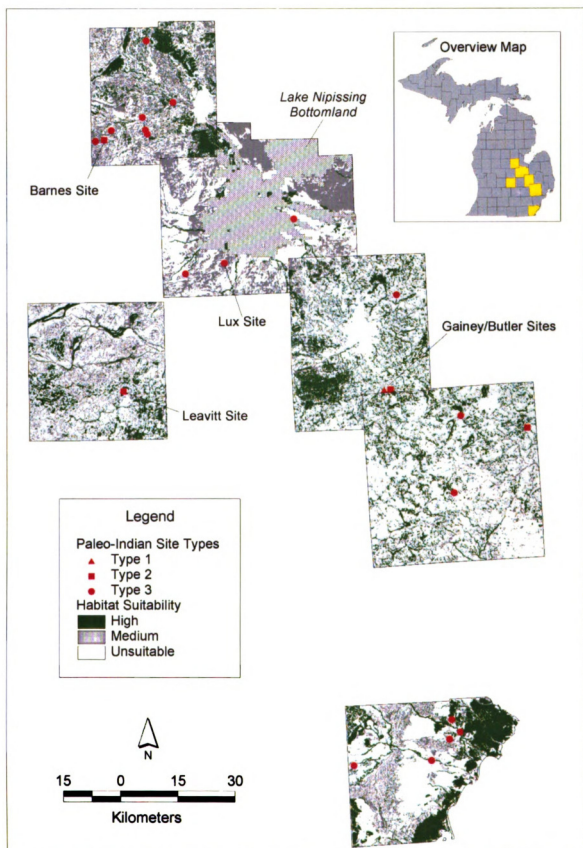 Overview Map
Lake Nipissing
Bottomland
Barnes Site
Lux Site
Gainey/Butler Sites
Leavitt Site
Legend
Paleo-Indian Site Types
Type 1
Type 2
Type 3
Habitat Suitability
High
Medium
Unsuitable
N
15 0 15 30
Kilometers